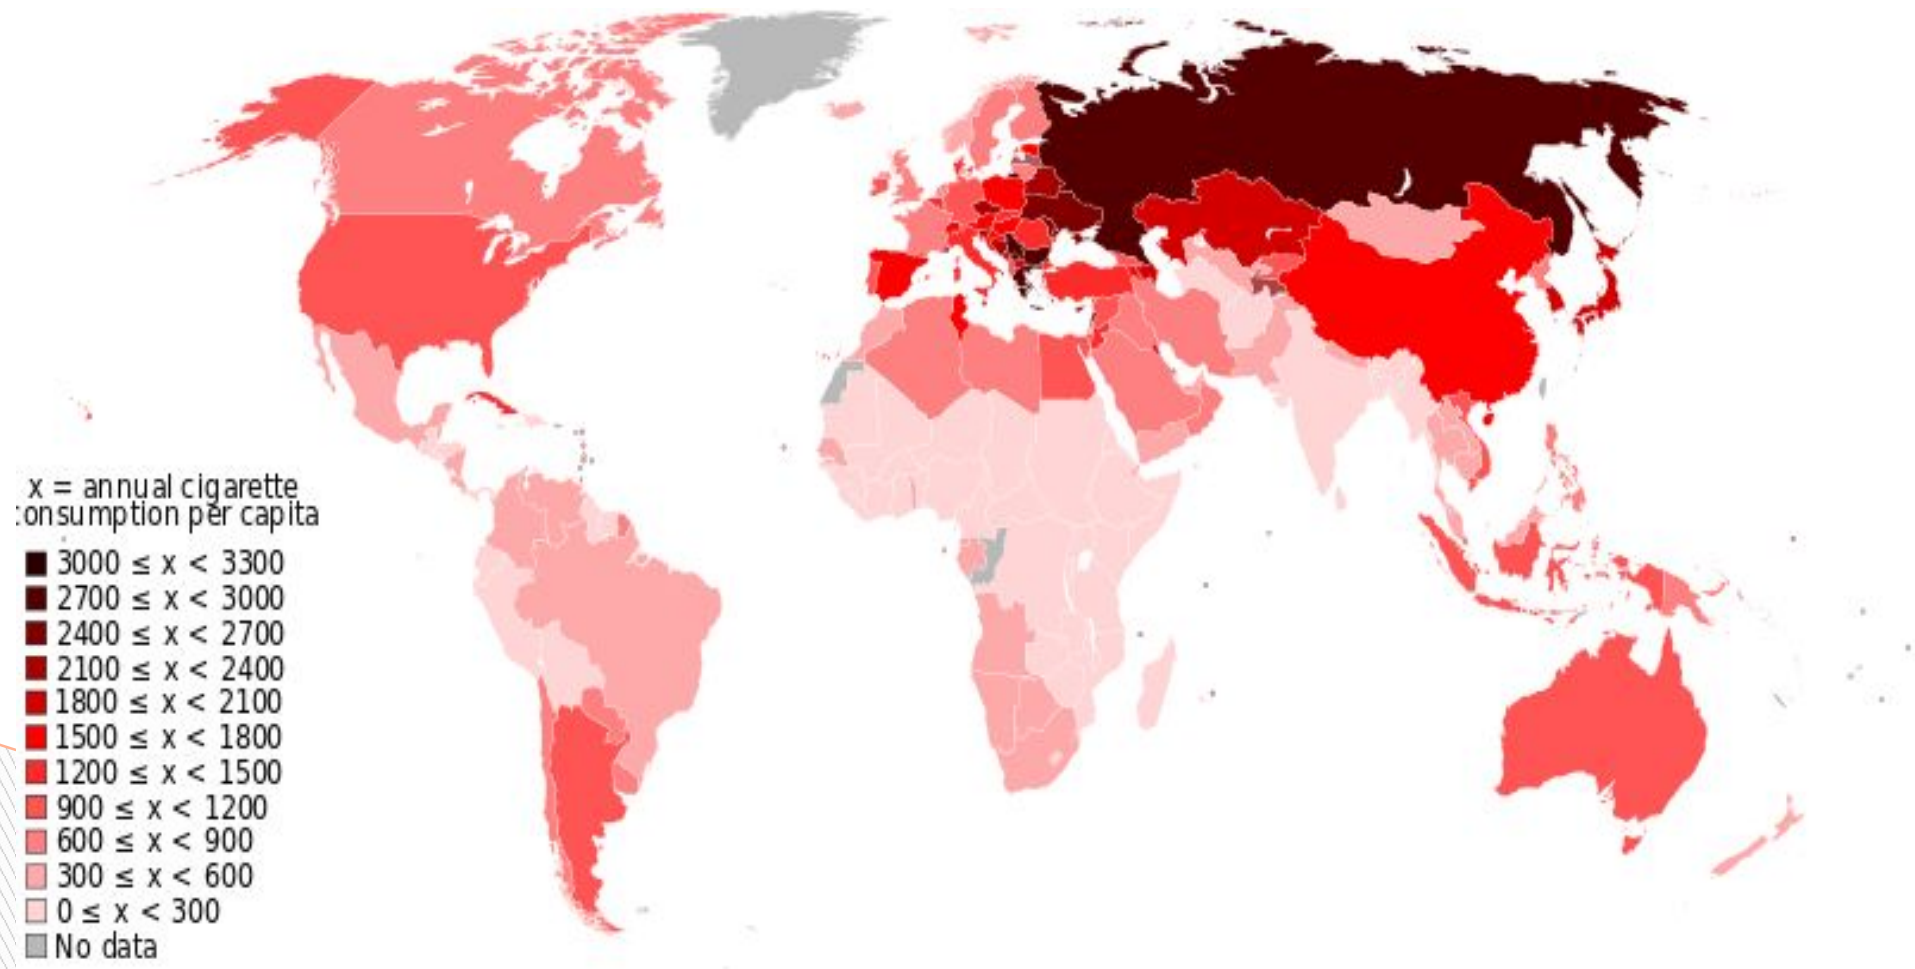 x = annual cigarette
onsumption per capita
3000 ≤ x < 3300
2700 ≤ x < 3000
2400 ≤ x < 2700
2100 ≤ x < 2400
1800 ≤ x < 2100
1500 ≤ x < 1800
1200 ≤ x < 1500
900 ≤ x < 1200
600 ≤ x < 900
300 ≤ x < 600
0 ≤ x < 300
No data